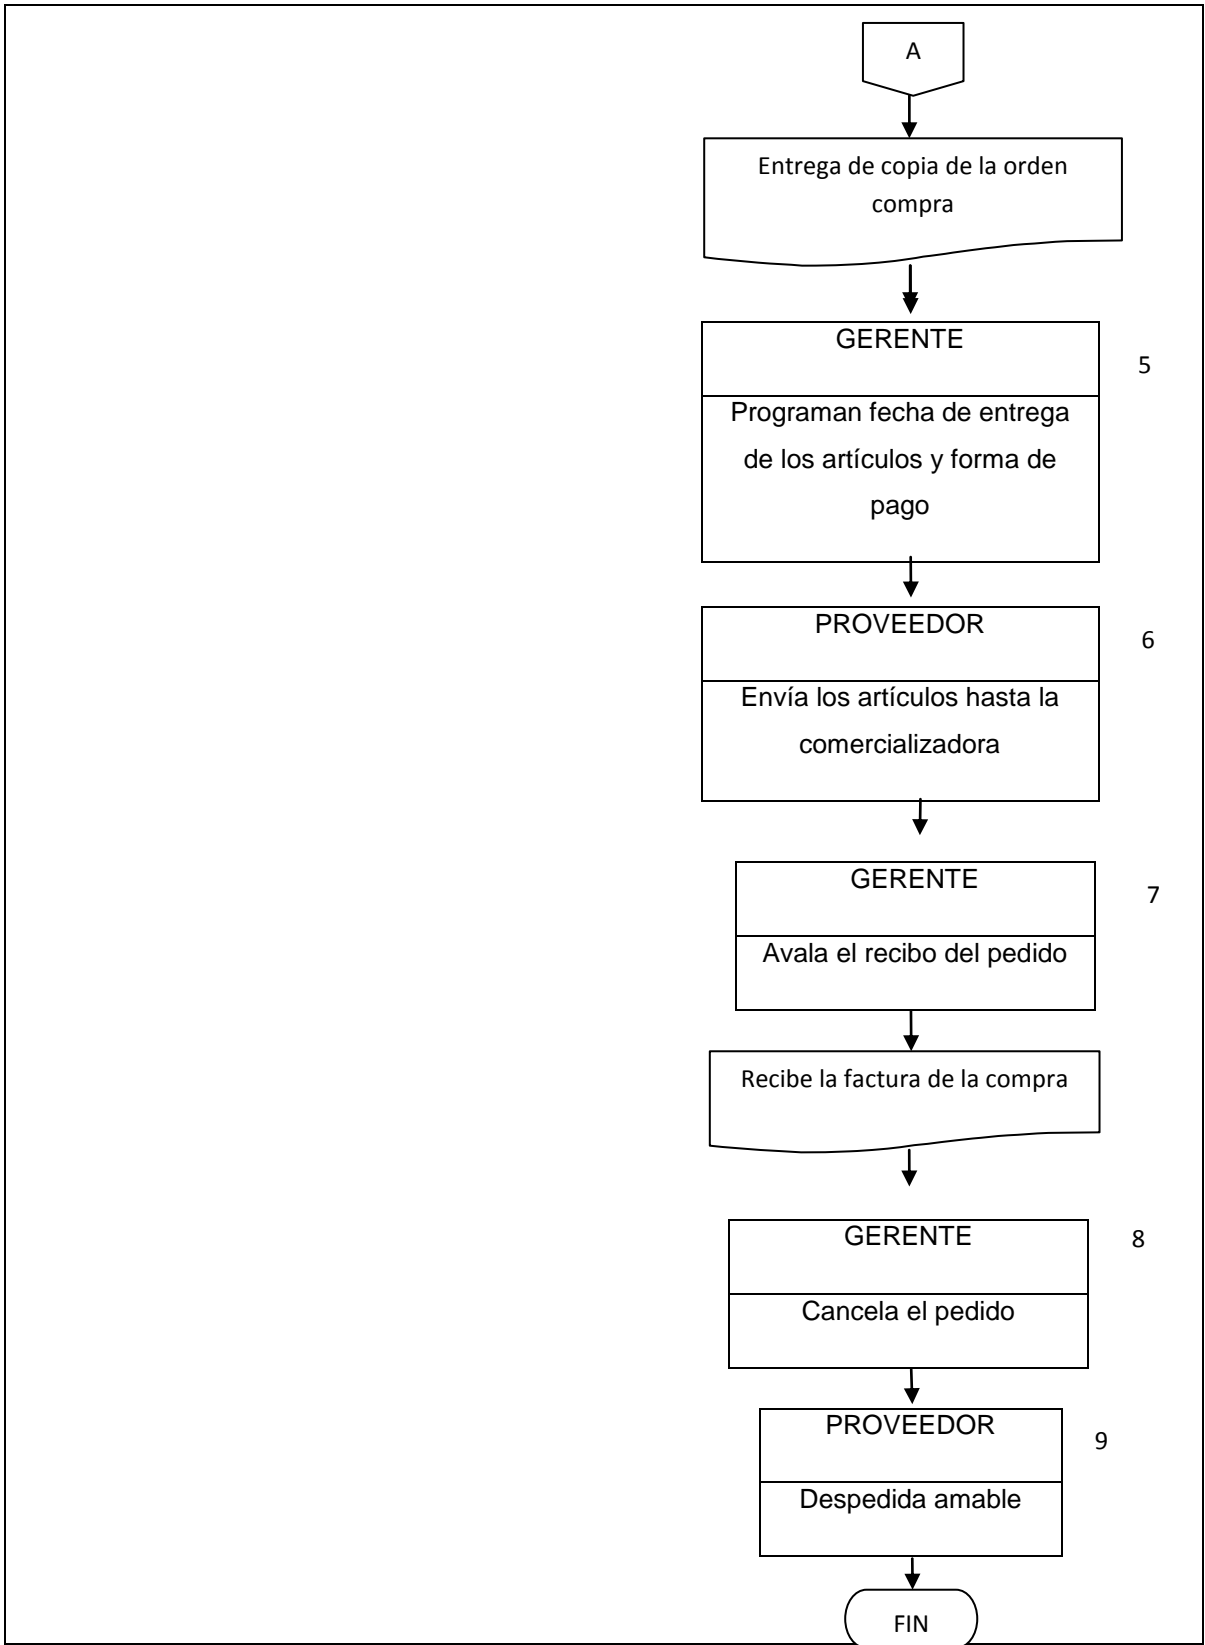 A
Entrega de copia de la orden
compra
GERENTE
5
Programan fecha de entrega
de los artículos y forma de
pago
PROVEEDOR
6
Envía los artículos hasta la
comercializadora
GERENTE
7
Avala el recibo del pedido
Recibe la factura de la compra
GERENTE
8
Cancela el pedido
PROVEEDOR
9
Despedida amable
FIN